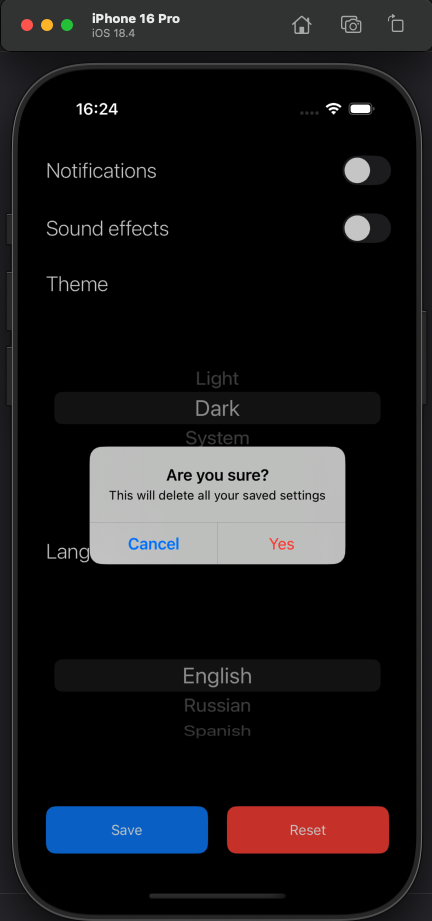 iPhone 16 Pro
iOS 18.4
16:24
Notifications
Sound effects
Theme
Light
Dark
System
Are you sure?
This will delete all your saved settings
Cancel
Yes
Lang
English
Russian
Spanish
Save
Reset